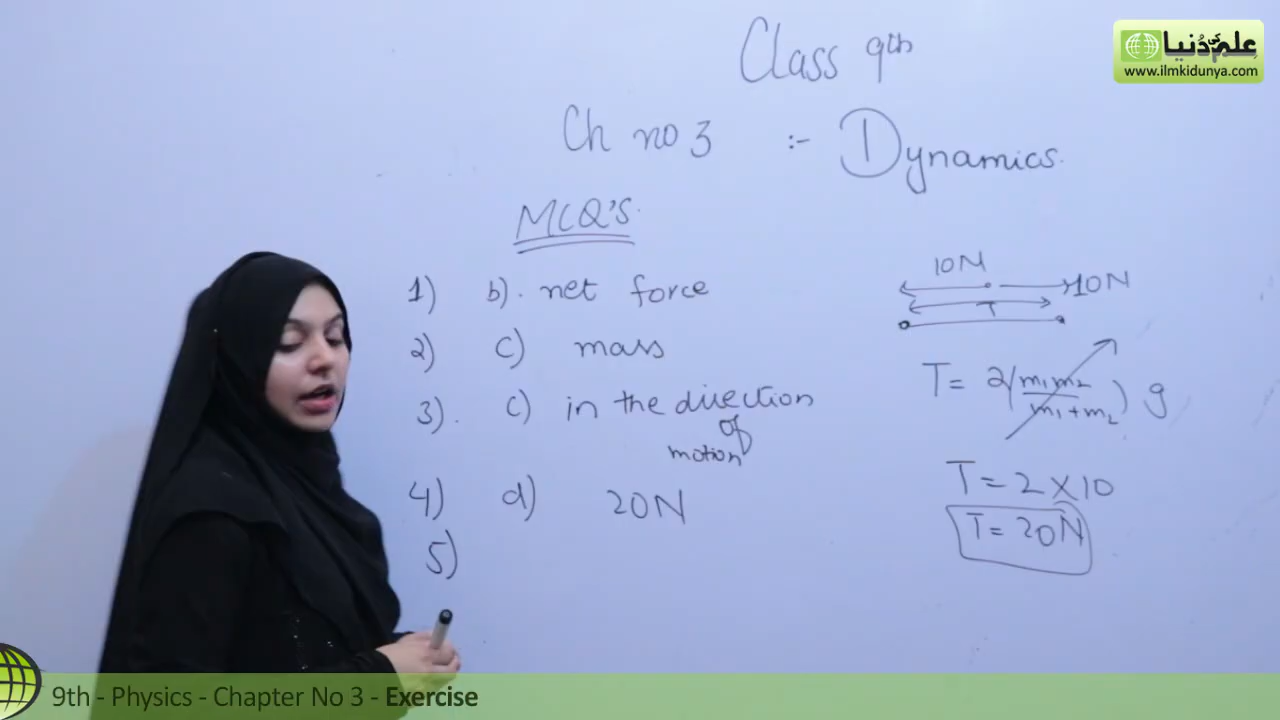 علم کی دنیا
www.ilmkidunya.com
Class 9th
Ch no 3 :- Dynamics.
MCQ'S.
1) b). net force
2) c) mass
3). c) in the direction
of
motion
4) d) 20N
5)
10N
10N
T
T= 2(m1m2/m1+m2) g
T= 2 X 10
T= 20N
9th - Physics - Chapter No 3 - Exercise